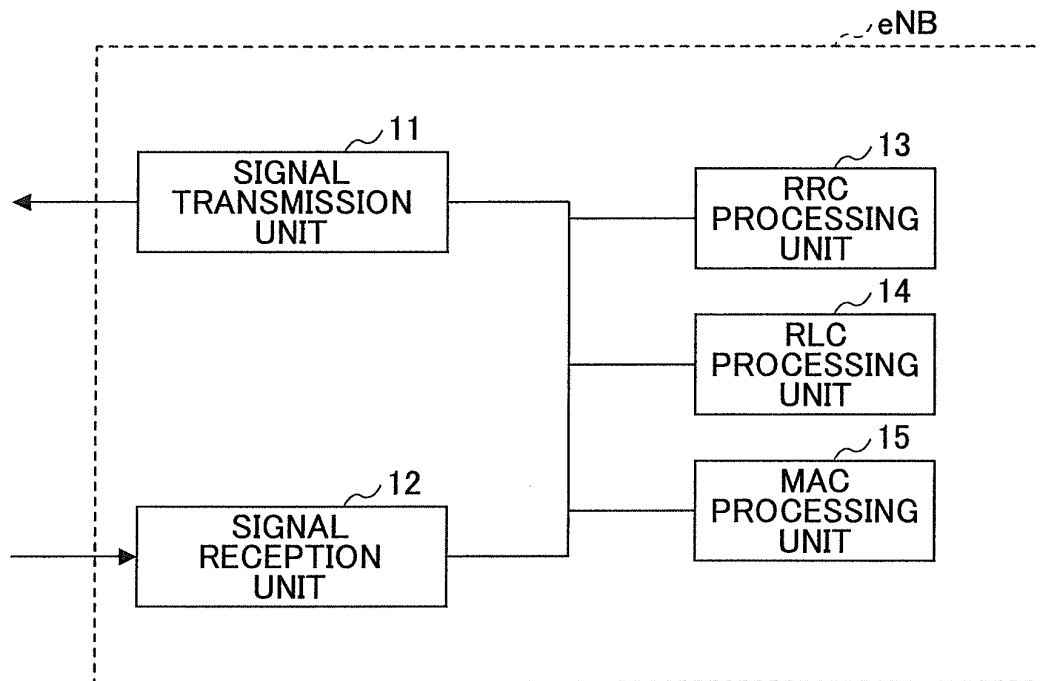 eNB
11
SIGNAL
TRANSMISSION
UNIT
13
RRC
PROCESSING
UNIT
14
RLC
PROCESSING
UNIT
15
MAC
PROCESSING
UNIT
12
SIGNAL
RECEPTION
UNIT